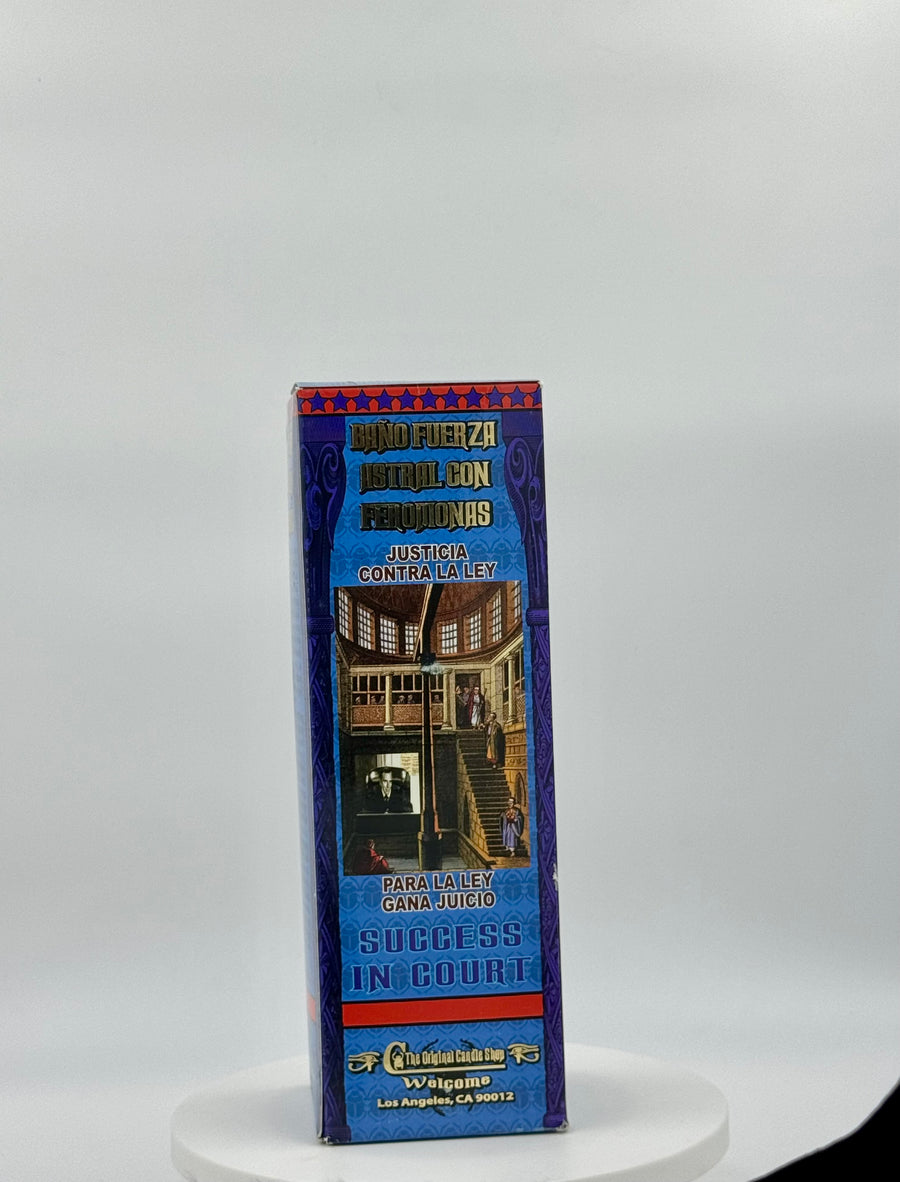 BAÑO FUERZA
ASTRAL CON
FEROMONAS
JUSTICIA
CONTRA LA LEY
PARA LA LEY
GANA JUICIO
SUCCESS
IN COURT
The Original Candle Shop
Welcome
Los Angeles, CA 90012